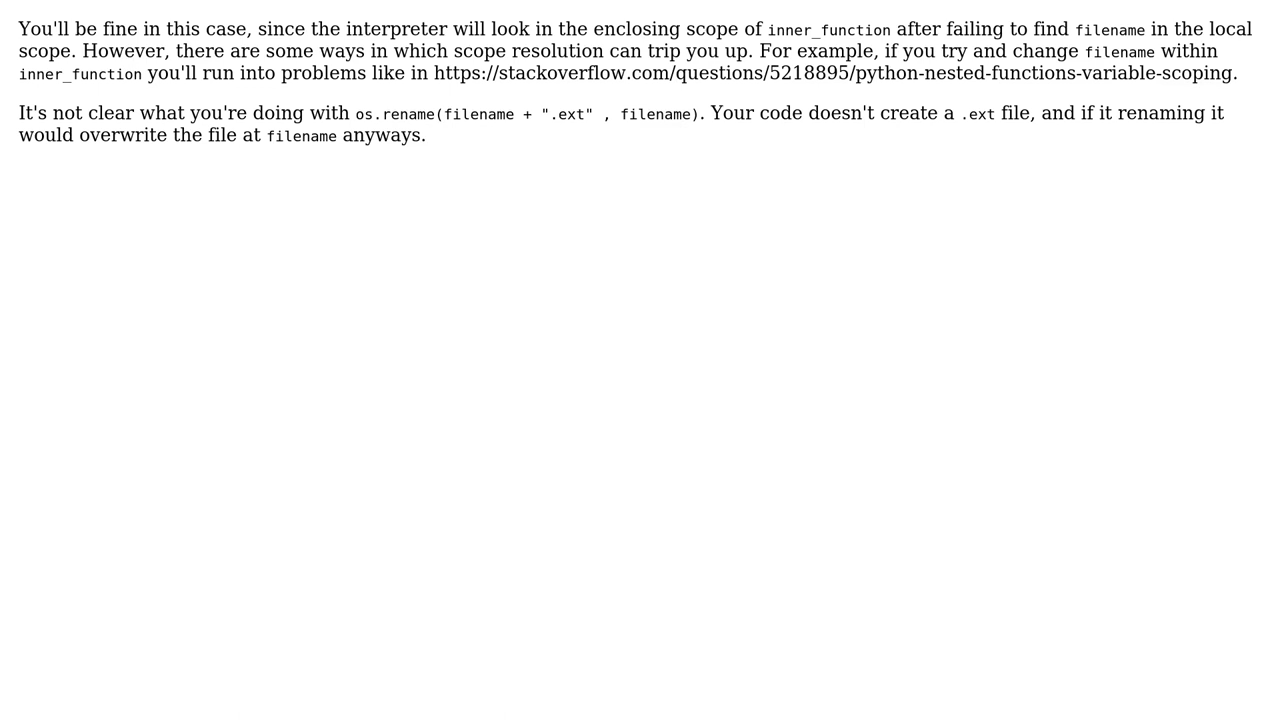 You'll be fine in this case, since the interpreter will look in the enclosing scope of inner_function after failing to find filename in the local
scope. However, there are some ways in which scope resolution can trip you up. For example, if you try and change filename within
inner_function you'll run into problems like in https://stackoverflow.com/questions/5218895/python-nested-functions-variable-scoping.
It's not clear what you're doing with os.rename(filename + ".ext" , filename). Your code doesn't create a .ext file, and if it renaming it
would overwrite the file at filename anyways.